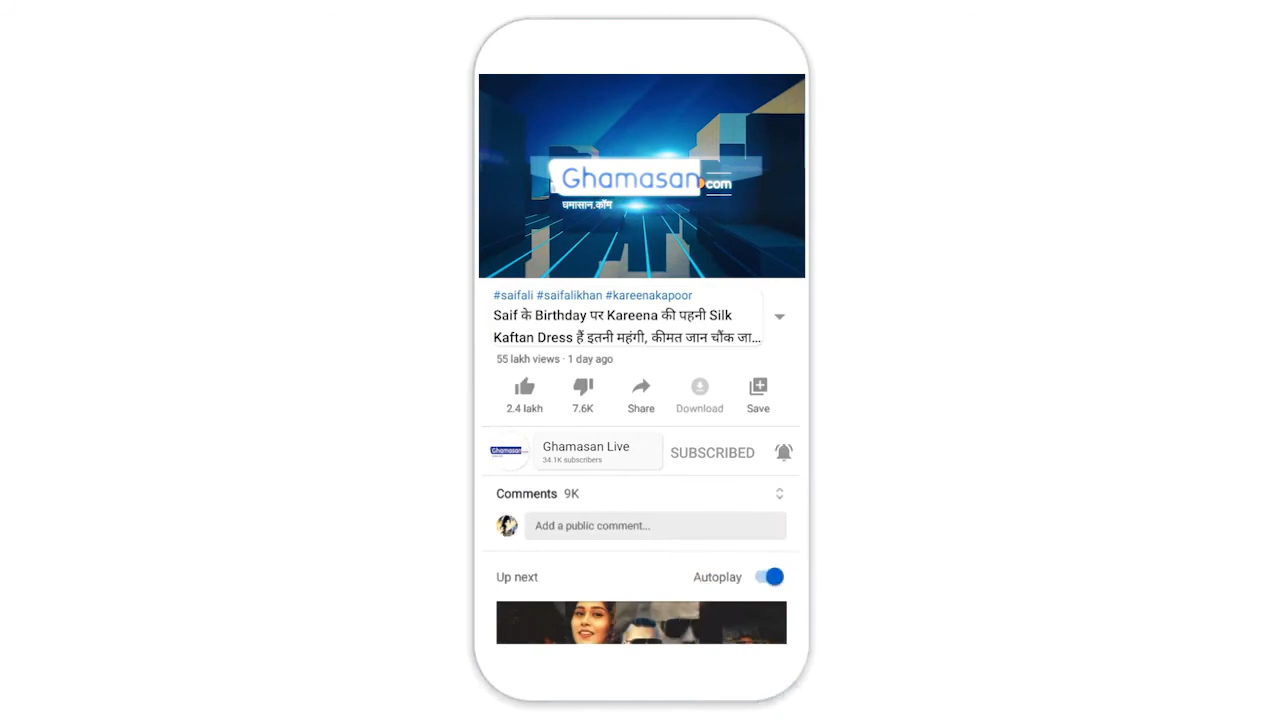 Ghamasan.com
घमासान.कॉम
#saifali #saifalikhan #kareenakapoor
Saif के Birthday पर Kareena की पहनी Silk
Kaftan Dress हैं इतनी महंगी, कीमत जान चौंक जा...
55 lakh views · 1 day ago
2.4 lakh 7.6K Share Download Save
Ghamasan Ghamasan Live SUBSCRIBED
34.1K subscribers
Comments 9K
Add a public comment...
Up next Autoplay